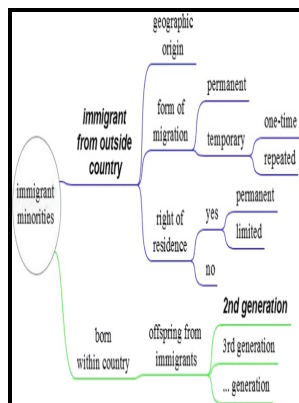 geographic
origin
immigrant
from outside
country
form of
migration
permanent
temporary
one-time
repeated
right of
residence
yes
permanent
limited
no
immigrant
minorities
born
within country
offspring from
immigrants
2nd generation
3rd generation
... generation